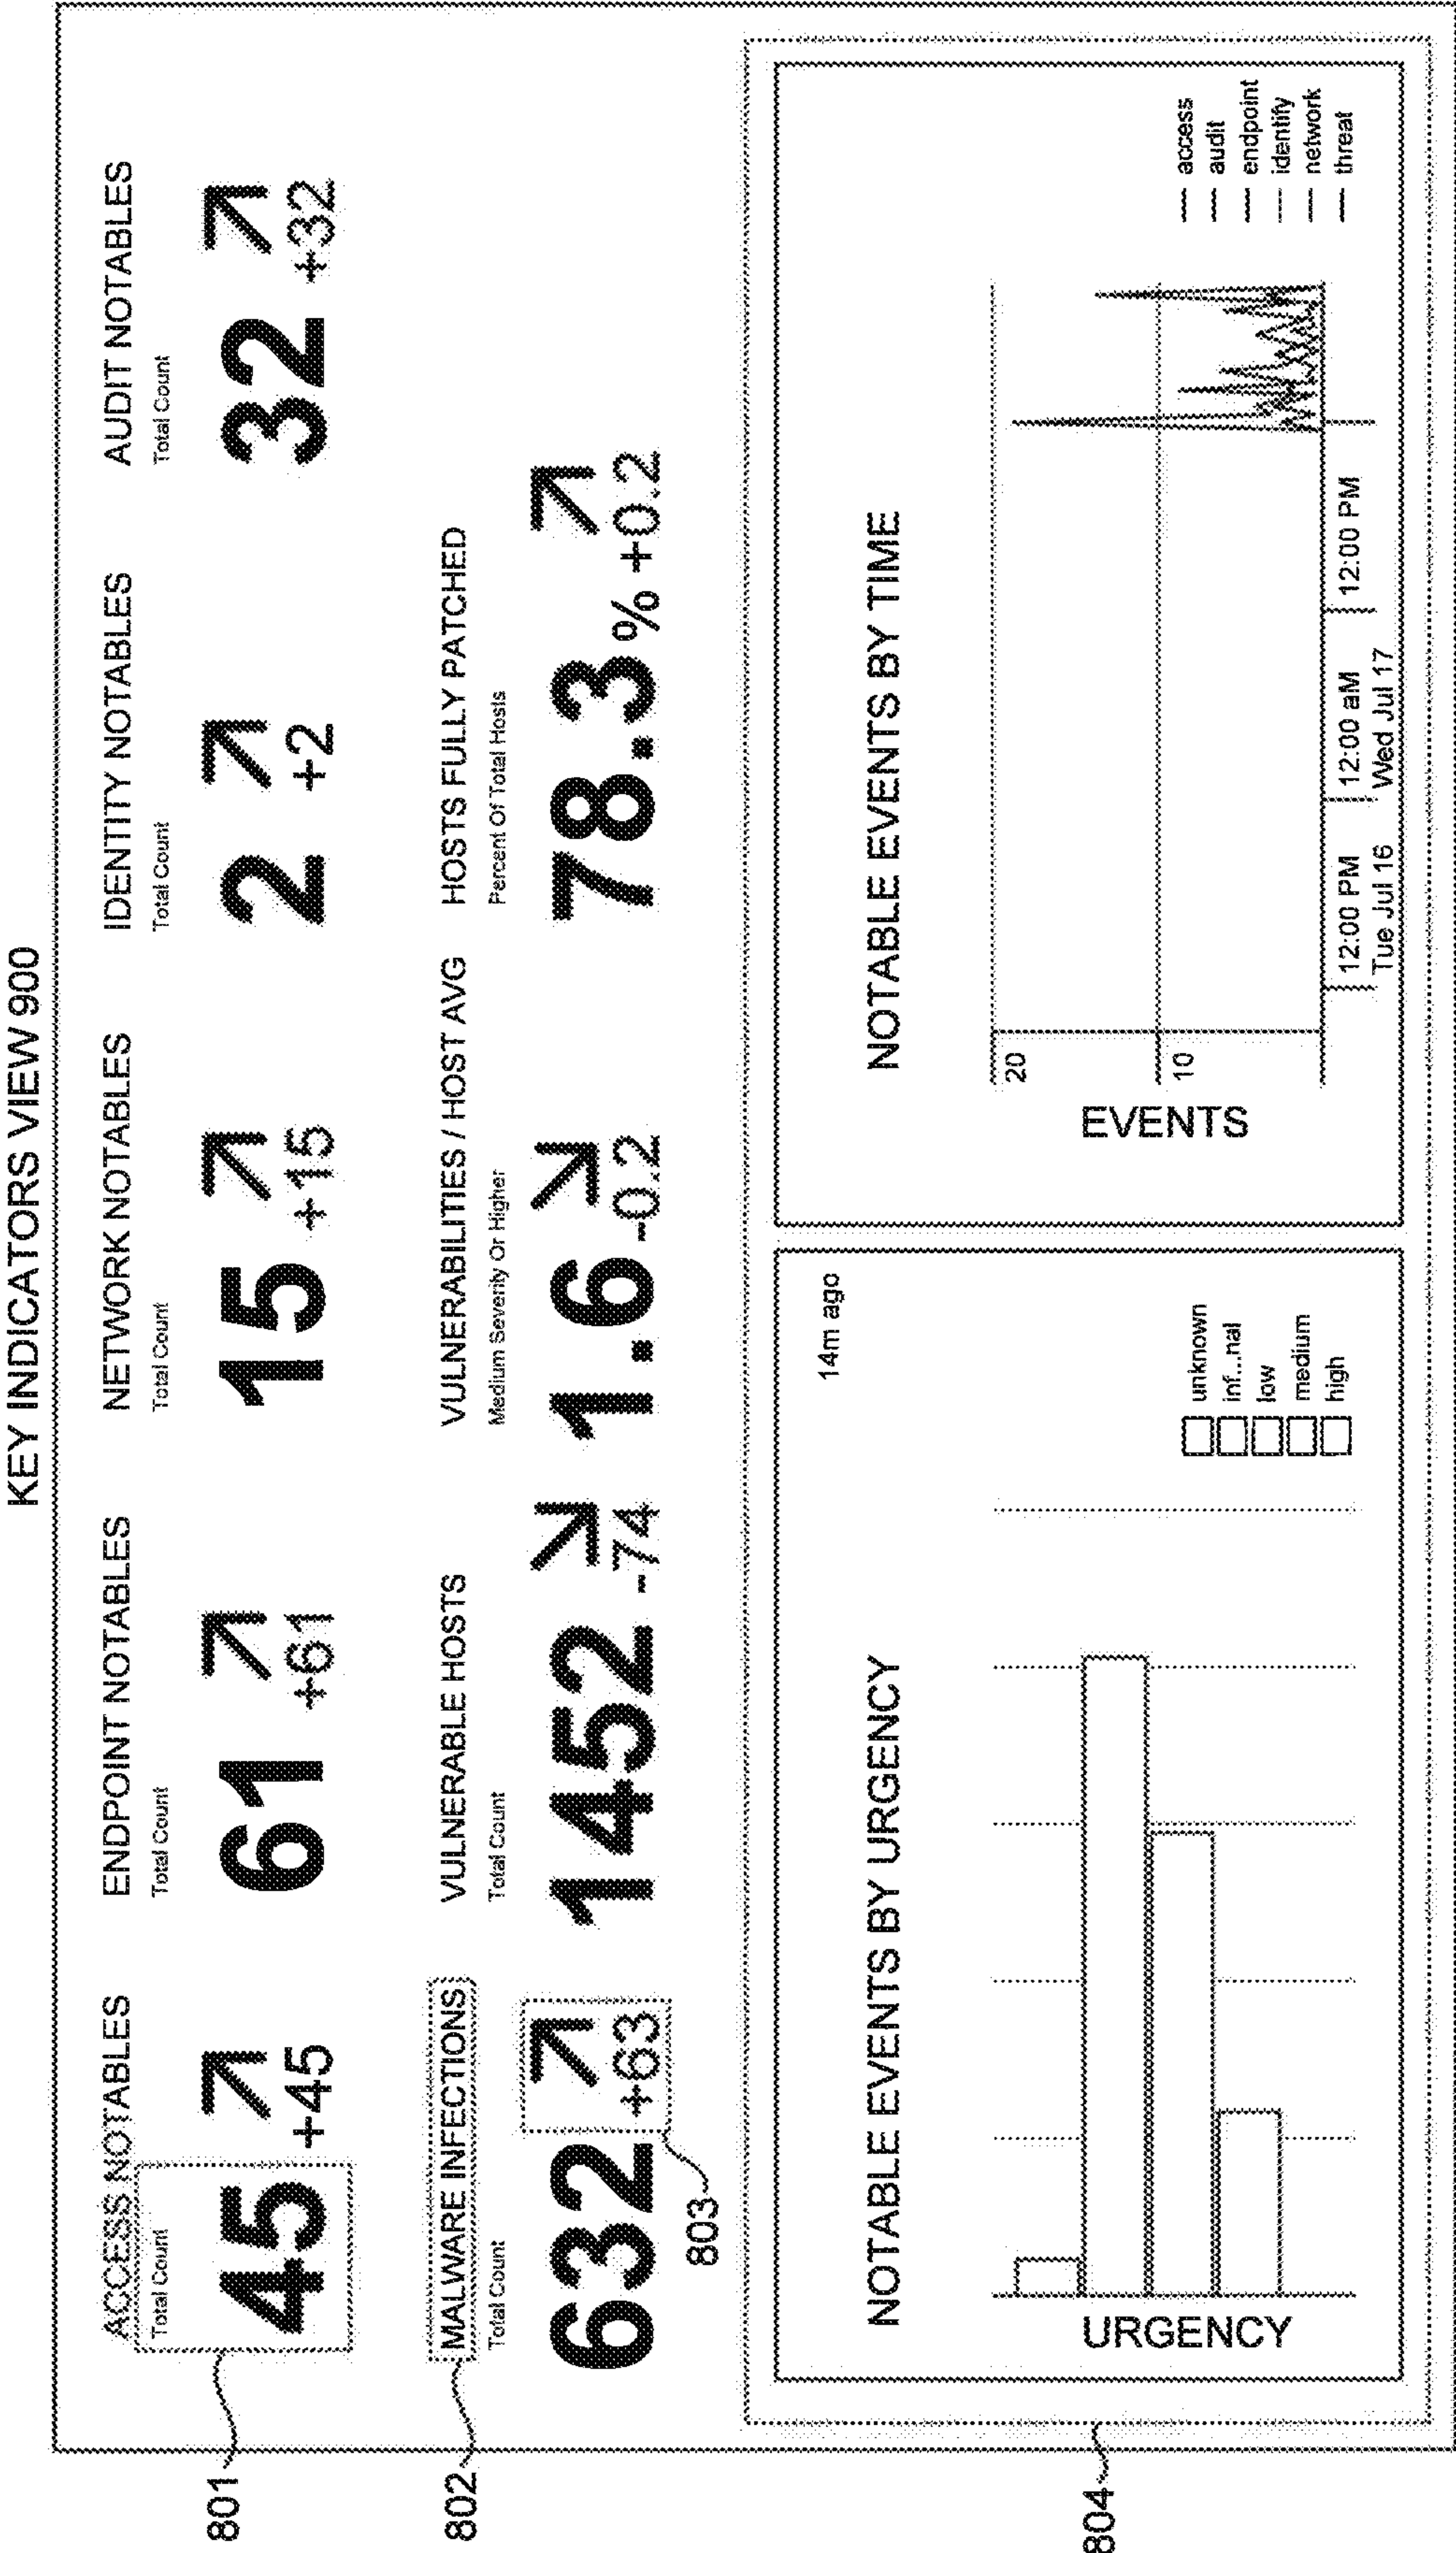 KEY INDICATORS VIEW 900
ACCESS NOTABLES
Total Count
45 +45
ENDPOINT NOTABLES
Total Count
61 +61
NETWORK NOTABLES
Total Count
15 +15
IDENTITY NOTABLES
Total Count
2 +2
AUDIT NOTABLES
Total Count
32 +32
801
MALWARE INFECTIONS
Total Count
632 +63
VULNERABLE HOSTS
Total Count
1452 -74
VULNERABILITIES / HOST AVG
Medium Severity Or Higher
1.6 -0.2
HOSTS FULLY PATCHED
Percent Of Total Hosts
78.3 % +0.2
802
803
804
14m ago
NOTABLE EVENTS BY URGENCY
URGENCY
unknown
inf...nal
low
medium
high
NOTABLE EVENTS BY TIME
EVENTS
20
10
12:00 PM
Tue Jul 16
12:00 aM
Wed Jul 17
12:00 PM
access
audit
endpoint
identify
network
threat